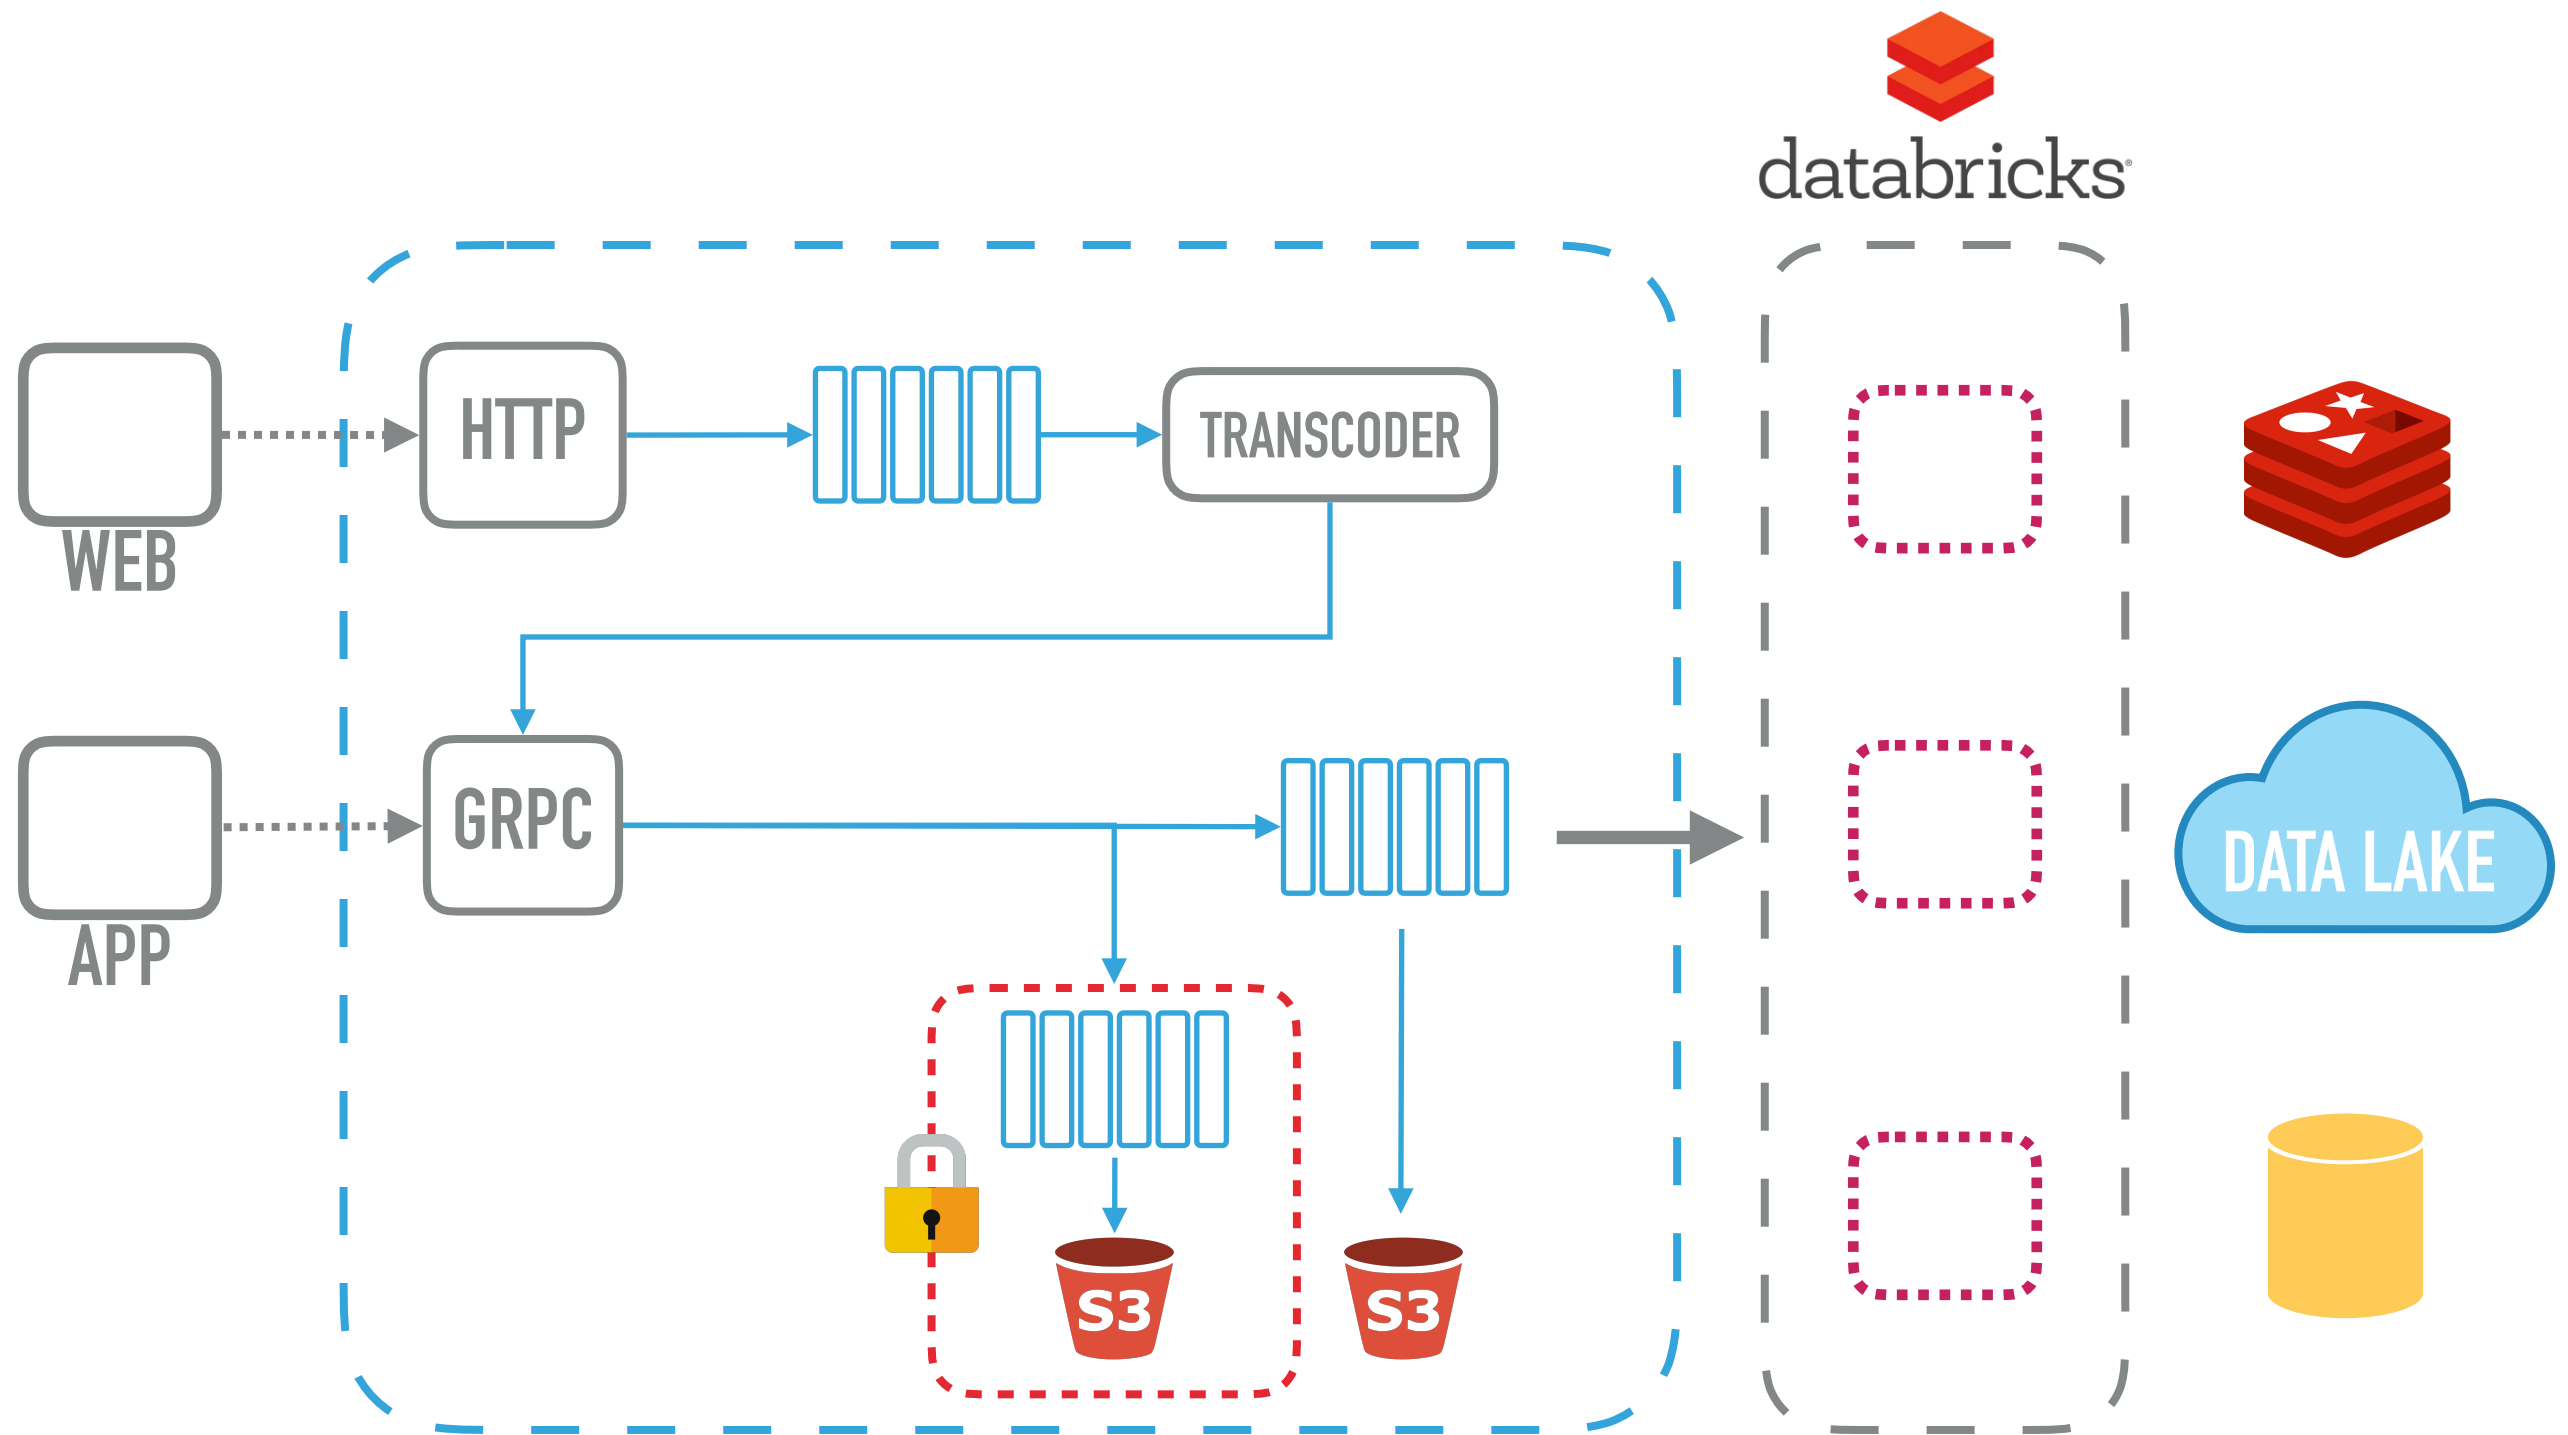 databricks®
HTTP
TRANSCODER
WEB
GRPC
DATA LAKE
APP
S3
S3